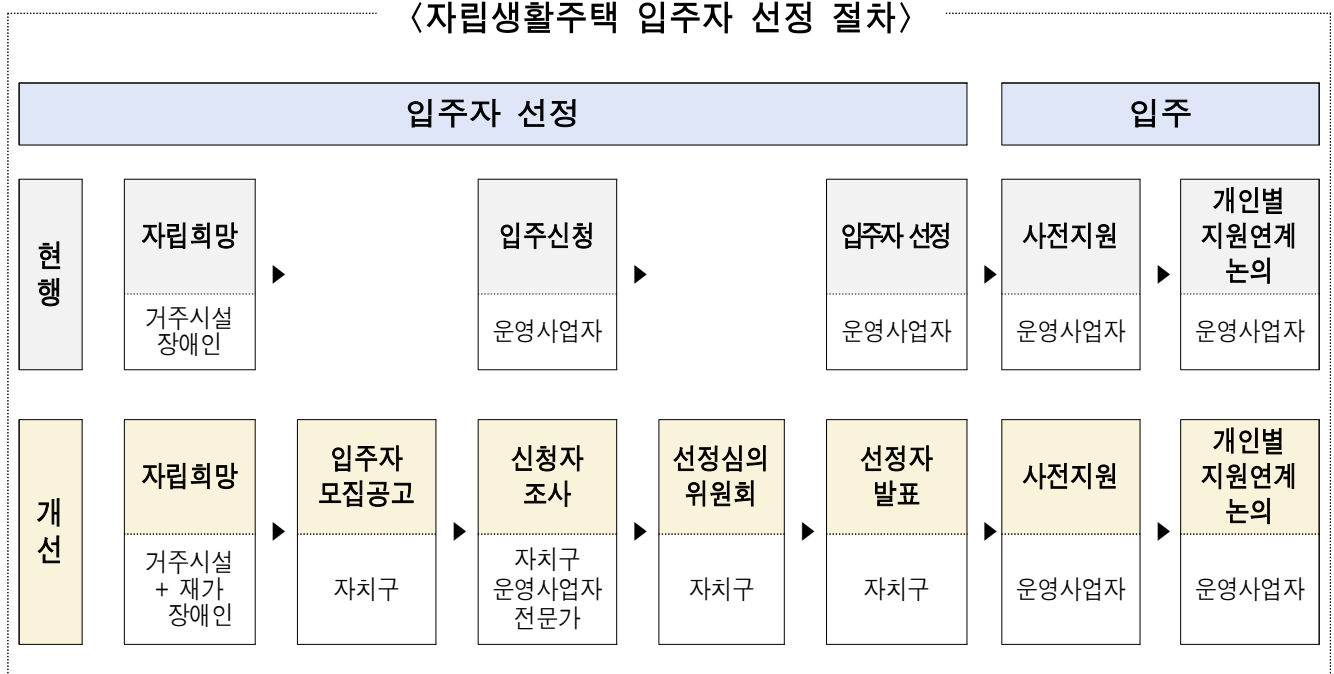 〈자립생활주택 입주자 선정 절차〉
입주자 선정
입주
현
행
자립희망
거주시설
장애인
▶
입주신청
운영사업자
▶
입주자 선정
운영사업자
▶
사전지원
운영사업자
▶
개인별
지원연계
논의
운영사업자
개
선
자립희망
거주시설
+ 재가
장애인
▶
입주자
모집공고
자치구
▶
신청자
조사
자치구
운영사업자
전문가
▶
선정심의
위원회
자치구
▶
선정자
발표
자치구
▶
사전지원
운영사업자
▶
개인별
지원연계
논의
운영사업자